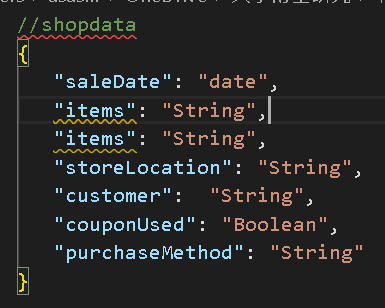 //shopdata
{
"saleDate": "date",
"items": "String",
"items": "String",
"storeLocation": "String",
"customer":  "String",
"couponUsed": "Boolean",
"purchaseMethod": "String"
}